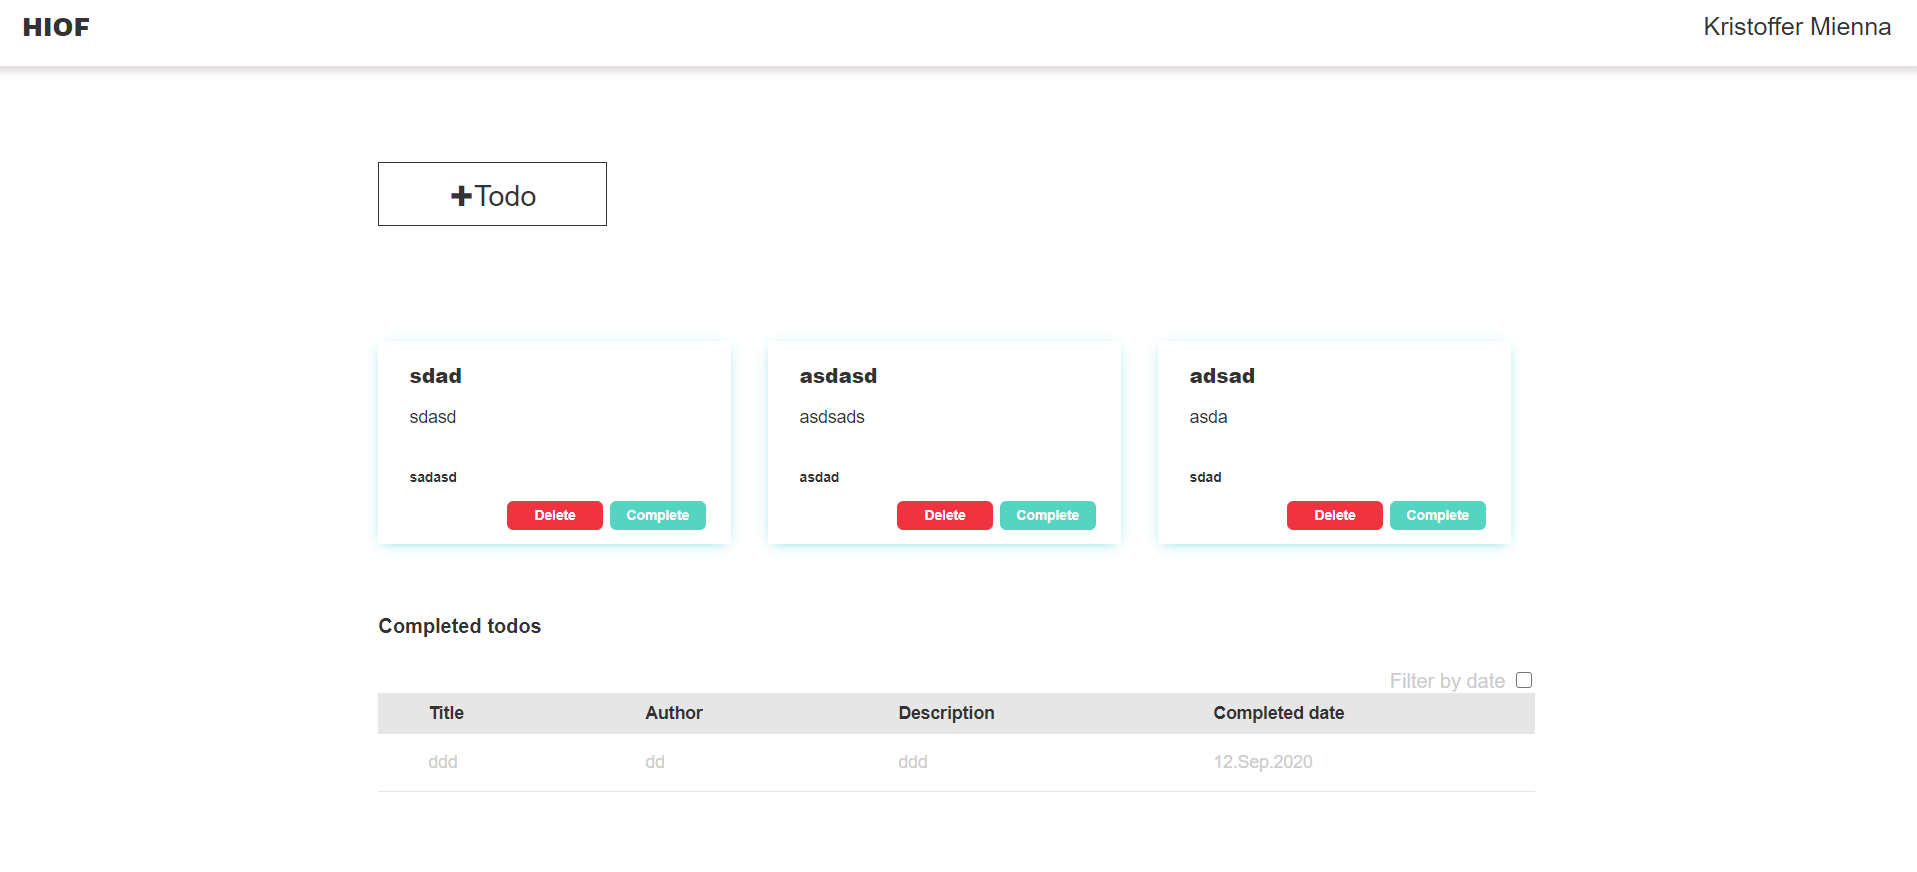 HIOF
Kristoffer Mienna
+Todo
sdad
sdasd
sadasd
Delete Complete
asdasd
asdsads
asdad
Delete Complete
adsad
asda
sdad
Delete Complete
Completed todos
Filter by date
Title Author Description Completed date
ddd dd ddd 12.Sep.2020